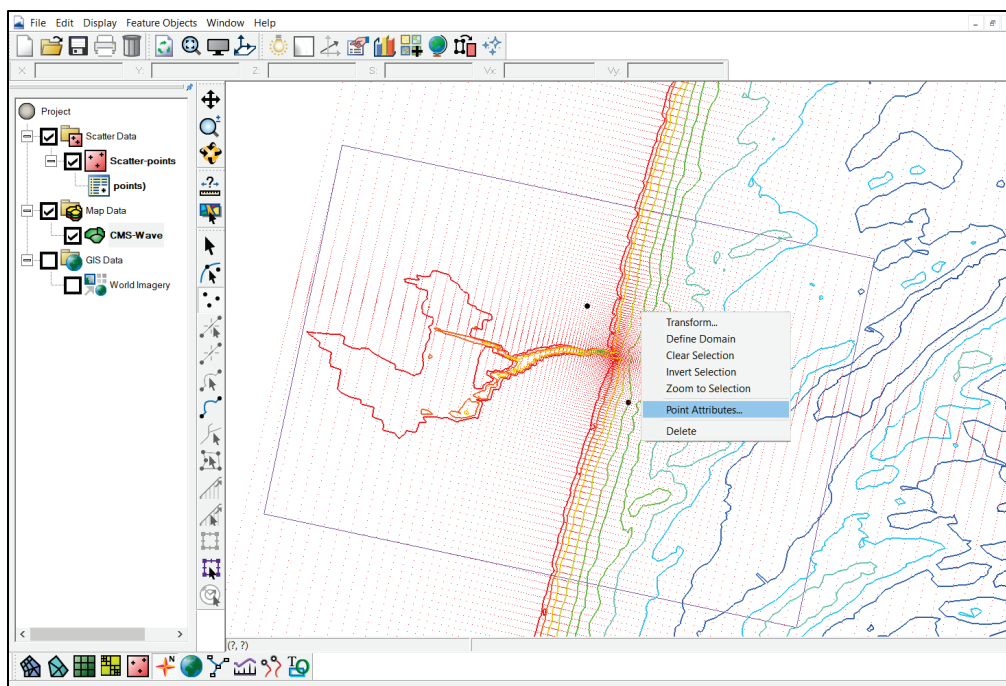 File Edit Display Feature Objects Window Help
X: Y: Z: S: Vx: Vy:
Project
Scatter Data
Scatter-points
points)
Map Data
CMS-Wave
GIS Data
World Imagery
Transform...
Define Domain
Clear Selection
Invert Selection
Zoom to Selection
Point Attributes...
Delete
(?, ?)